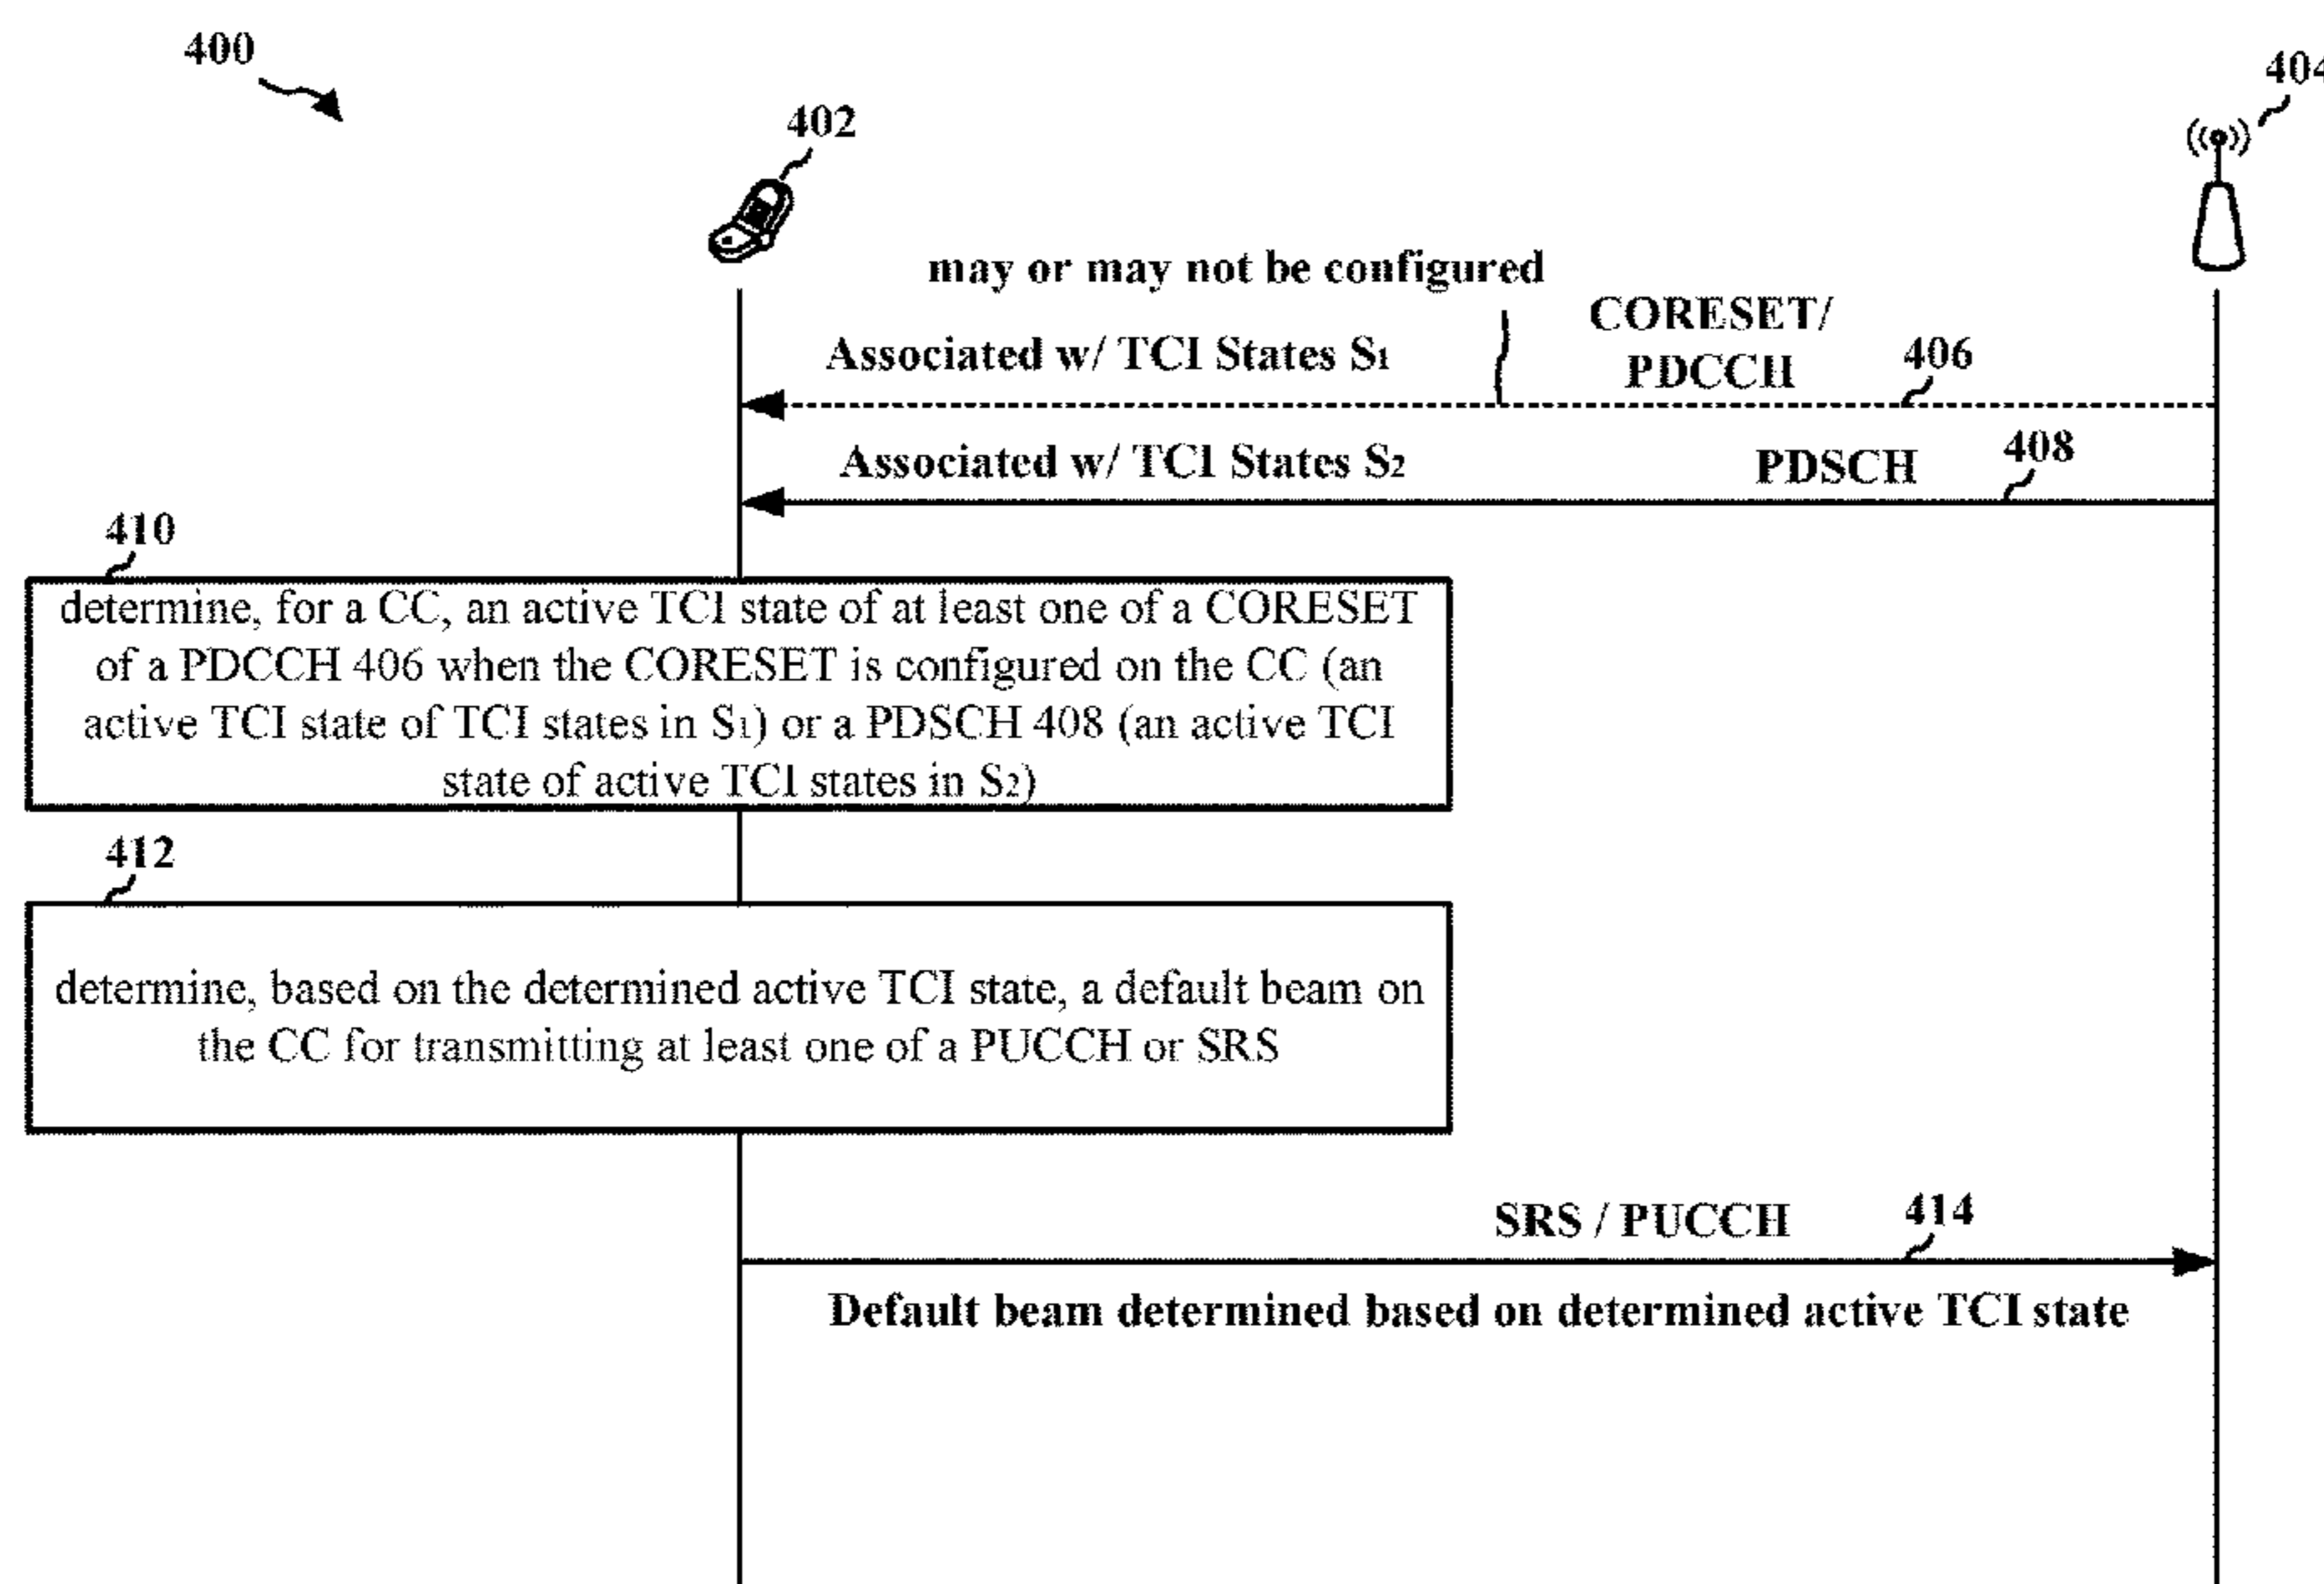 400
404
402
may or may not be configured
CORESET/
PDCCH
Associated w/ TCI States S1
406
Associated w/ TCI States S2
PDSCH
408
410
determine, for a CC, an active TCI state of at least one of a CORESET
of a PDCCH 406 when the CORESET is configured on the CC (an
active TCI state of TCI states in S1) or a PDSCH 408 (an active TCI
state of active TCI states in S2)
412
determine, based on the determined active TCI state, a default beam on
the CC for transmitting at least one of a PUCCH or SRS
SRS / PUCCH
414
Default beam determined based on determined active TCI state